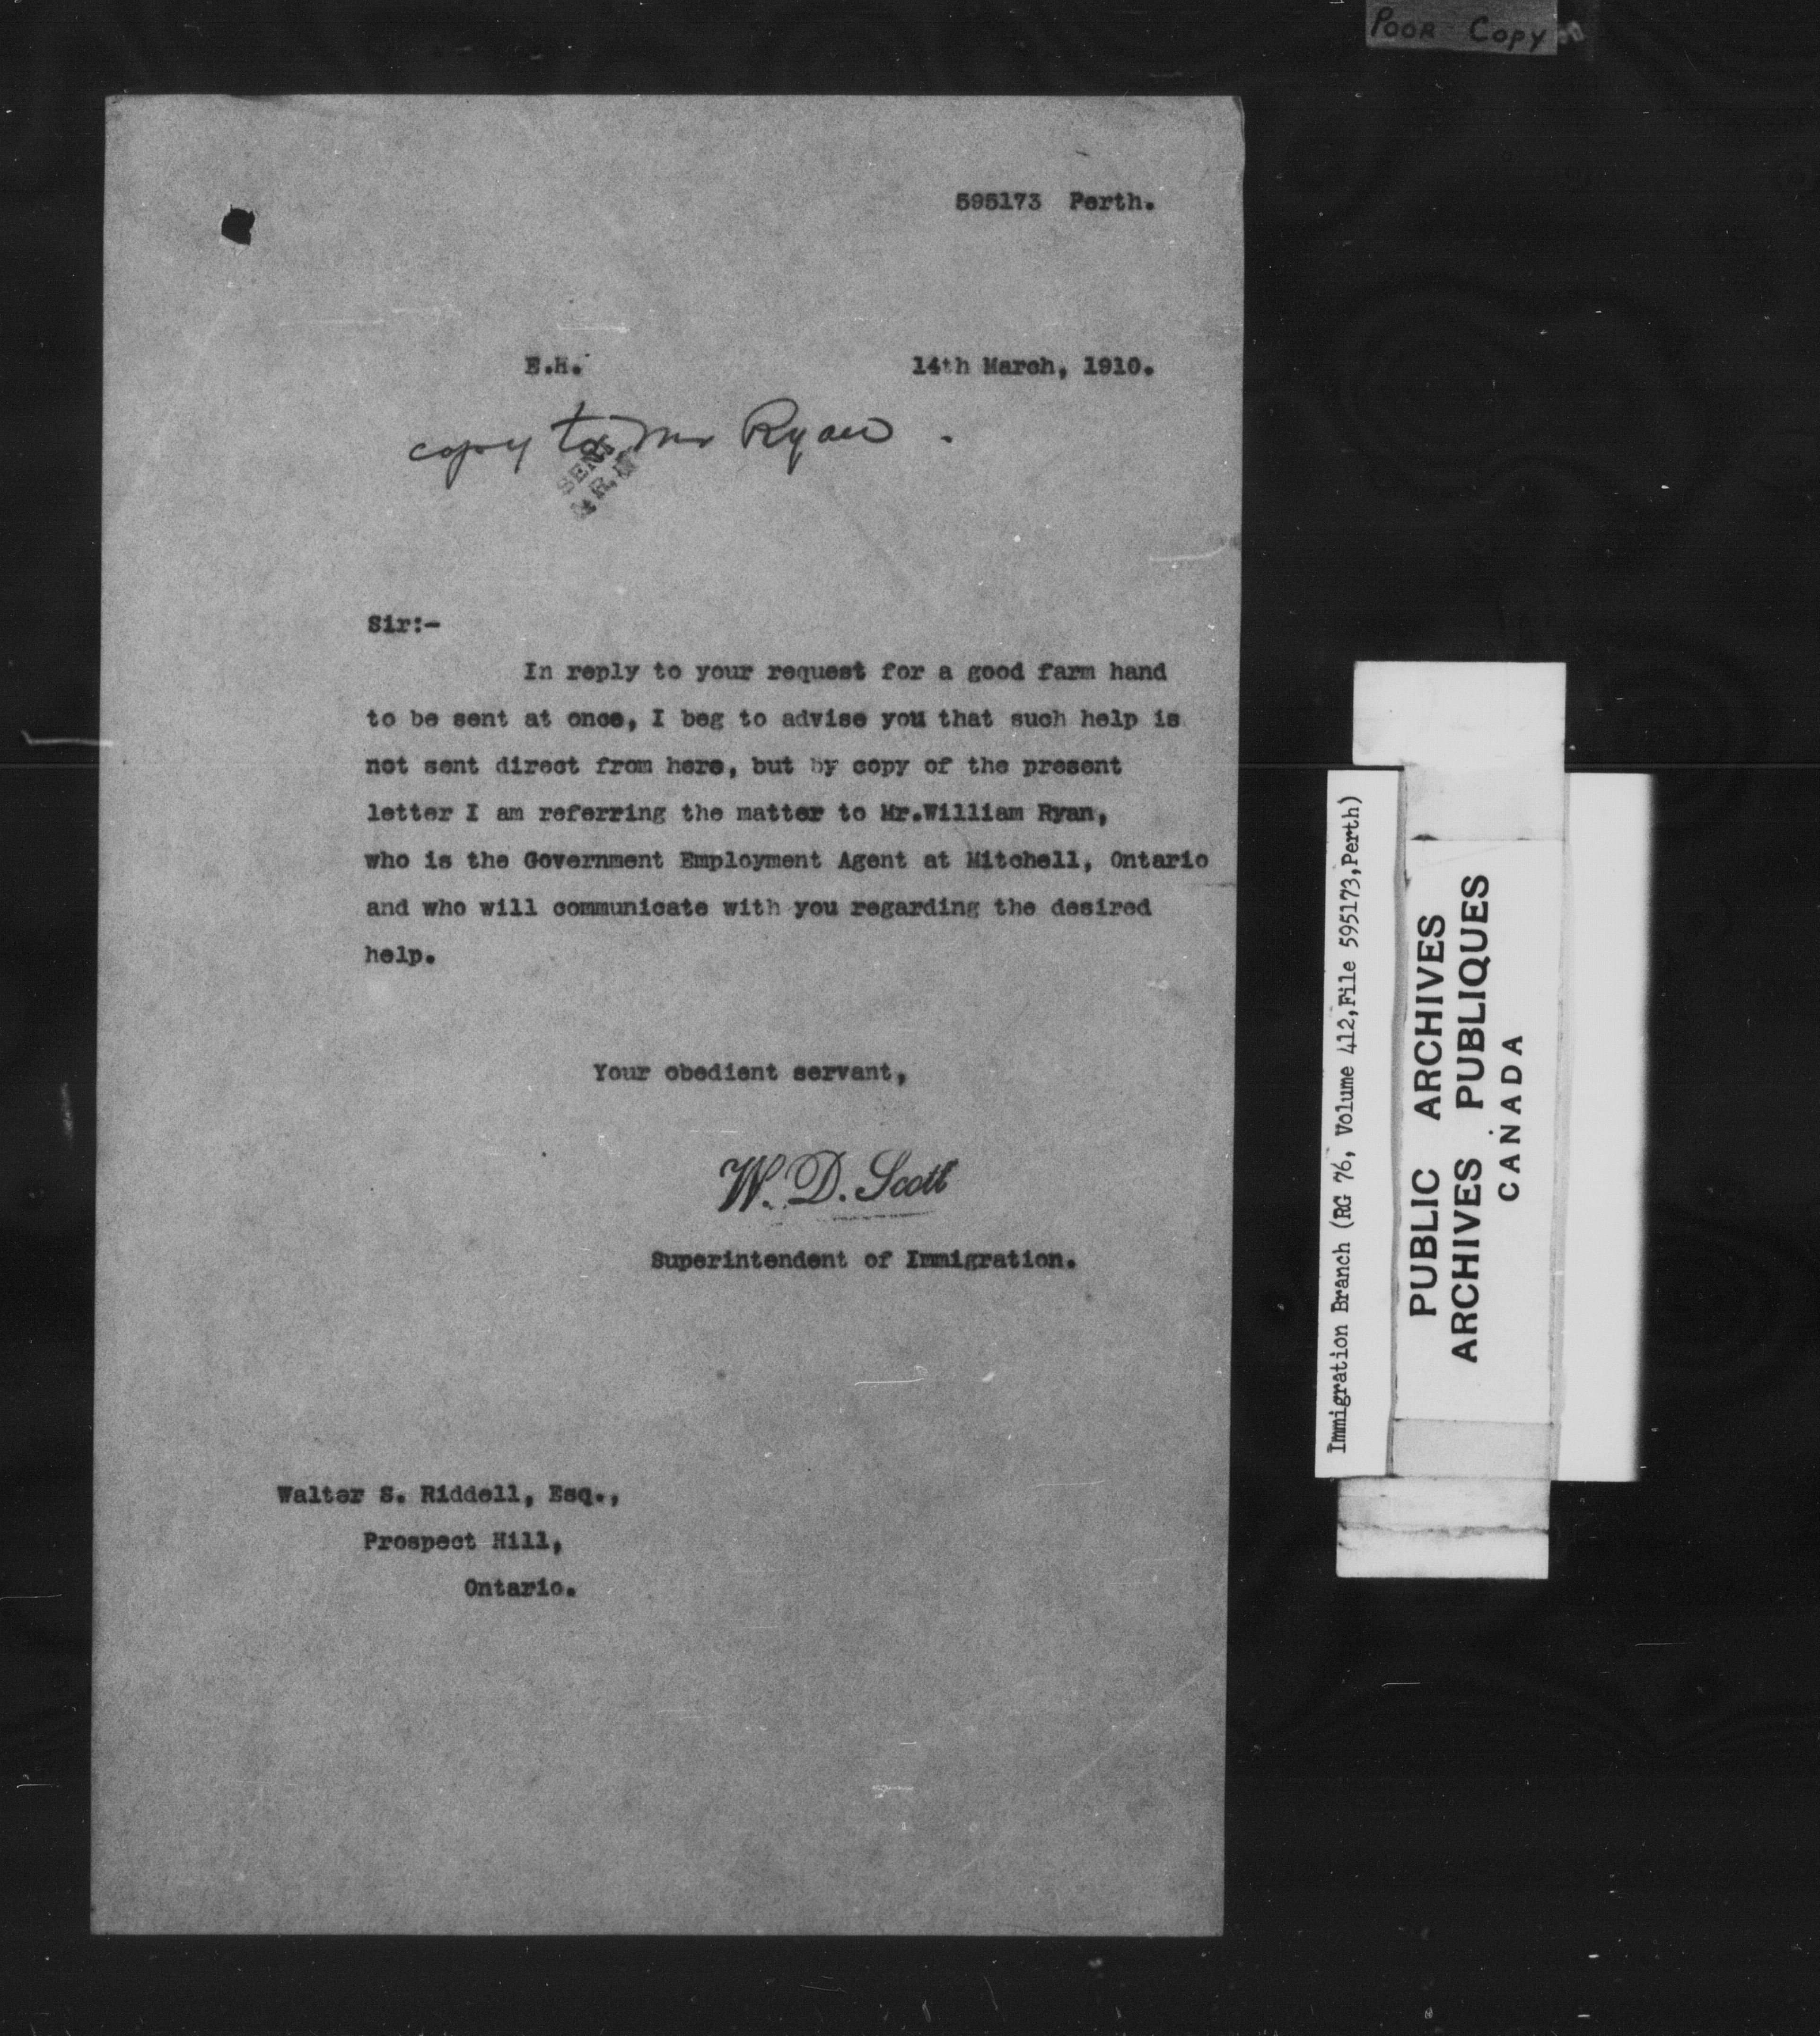 POOR COPY
595173 Perth.
E.H. 14th March, 1910.
copy to Mr Ryan.
SENT
Sir:-
In reply to your request for a good farm hand
to be sent at once, I beg to advise you that such help is
not sent direct from here, but by copy of the present
letter I am referring the matter to Mr.William Ryan,
who is the Government Employment Agent at Mitchell, Ontario
and who will communicate with you regarding the desired
help.
Your obedient servant,
W. D. Scott
Superintendent of Immigration.
Walter S. Riddell, Esq.,
Prospect Hill,
Ontario.
Immigration Branch (RG 76, Volume 412,File 595173,Perth)
PUBLIC ARCHIVES
ARCHIVES PUBLIQUES
CANADA